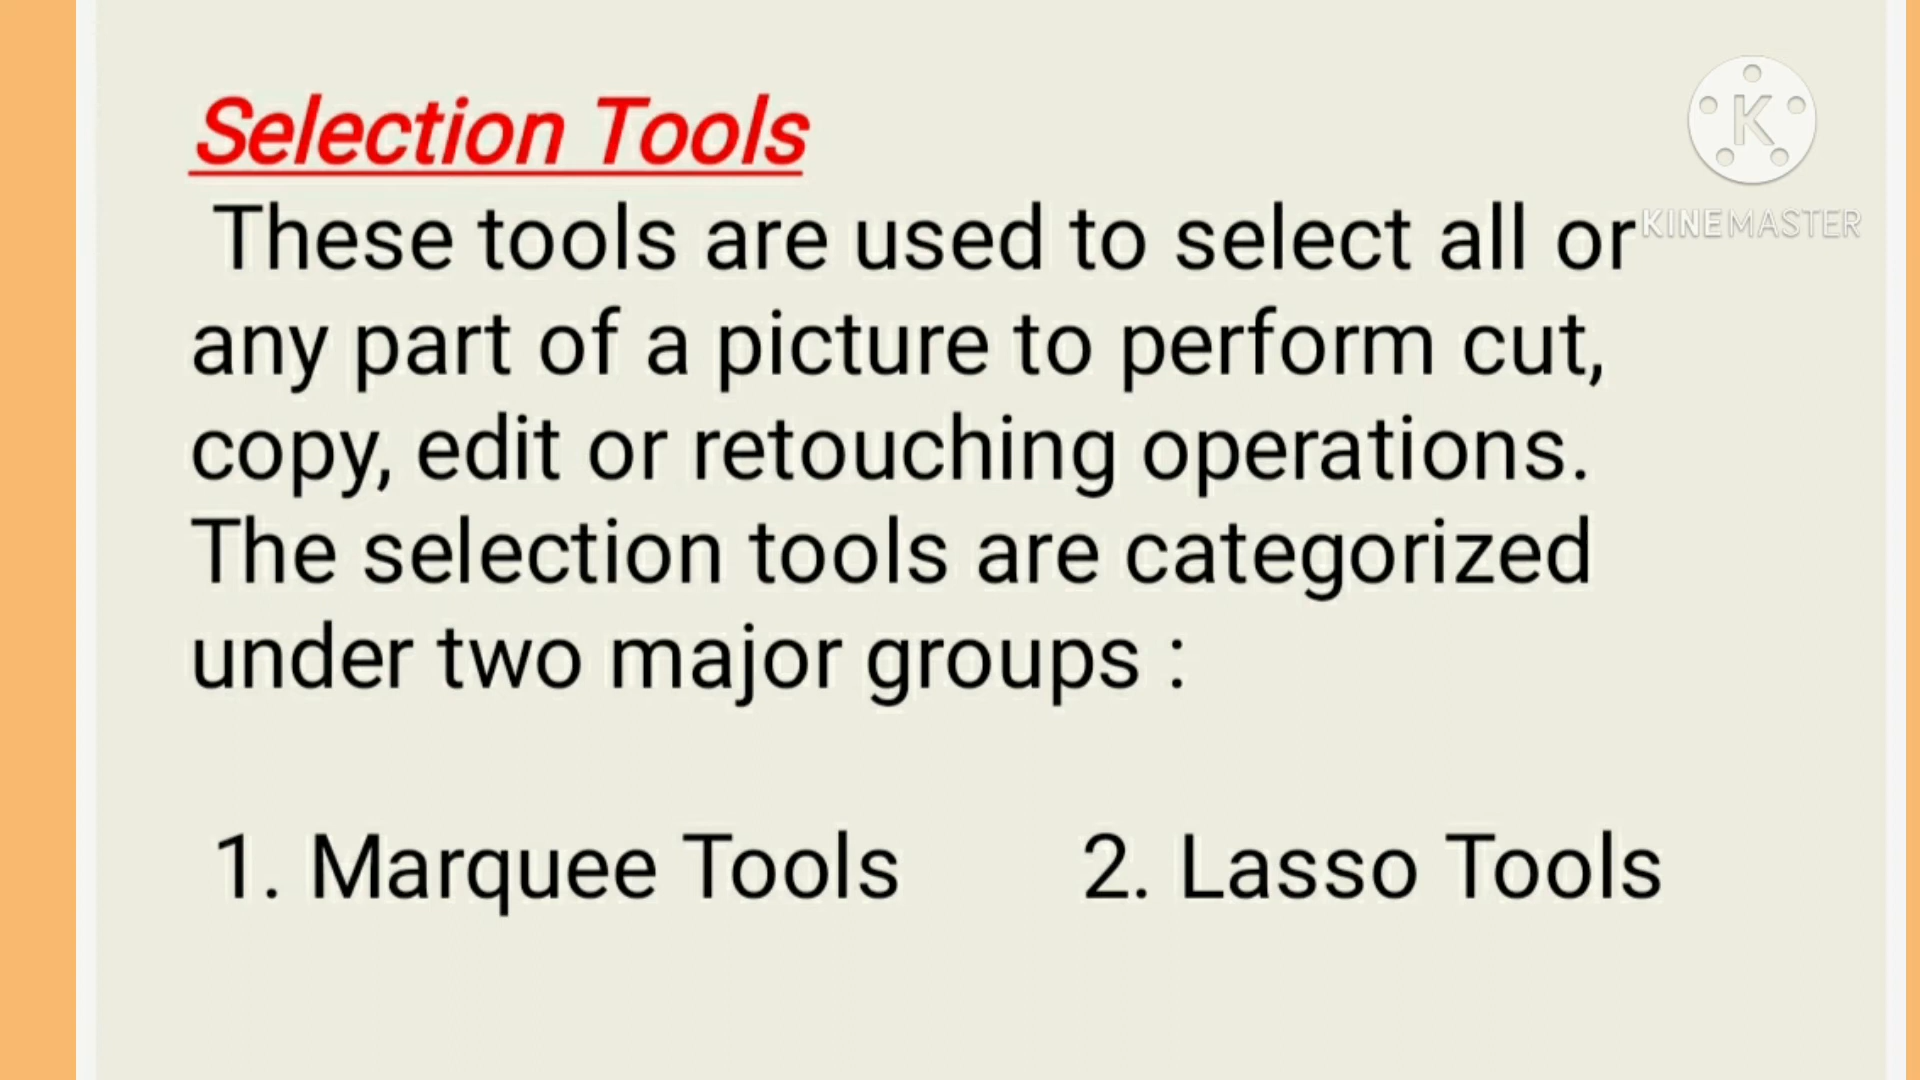 Selection Tools
These tools are used to select all or
any part of a picture to perform cut,
copy, edit or retouching operations.
The selection tools are categorized
under two major groups :
1. Marquee Tools 2. Lasso Tools
K
KINEMASTER